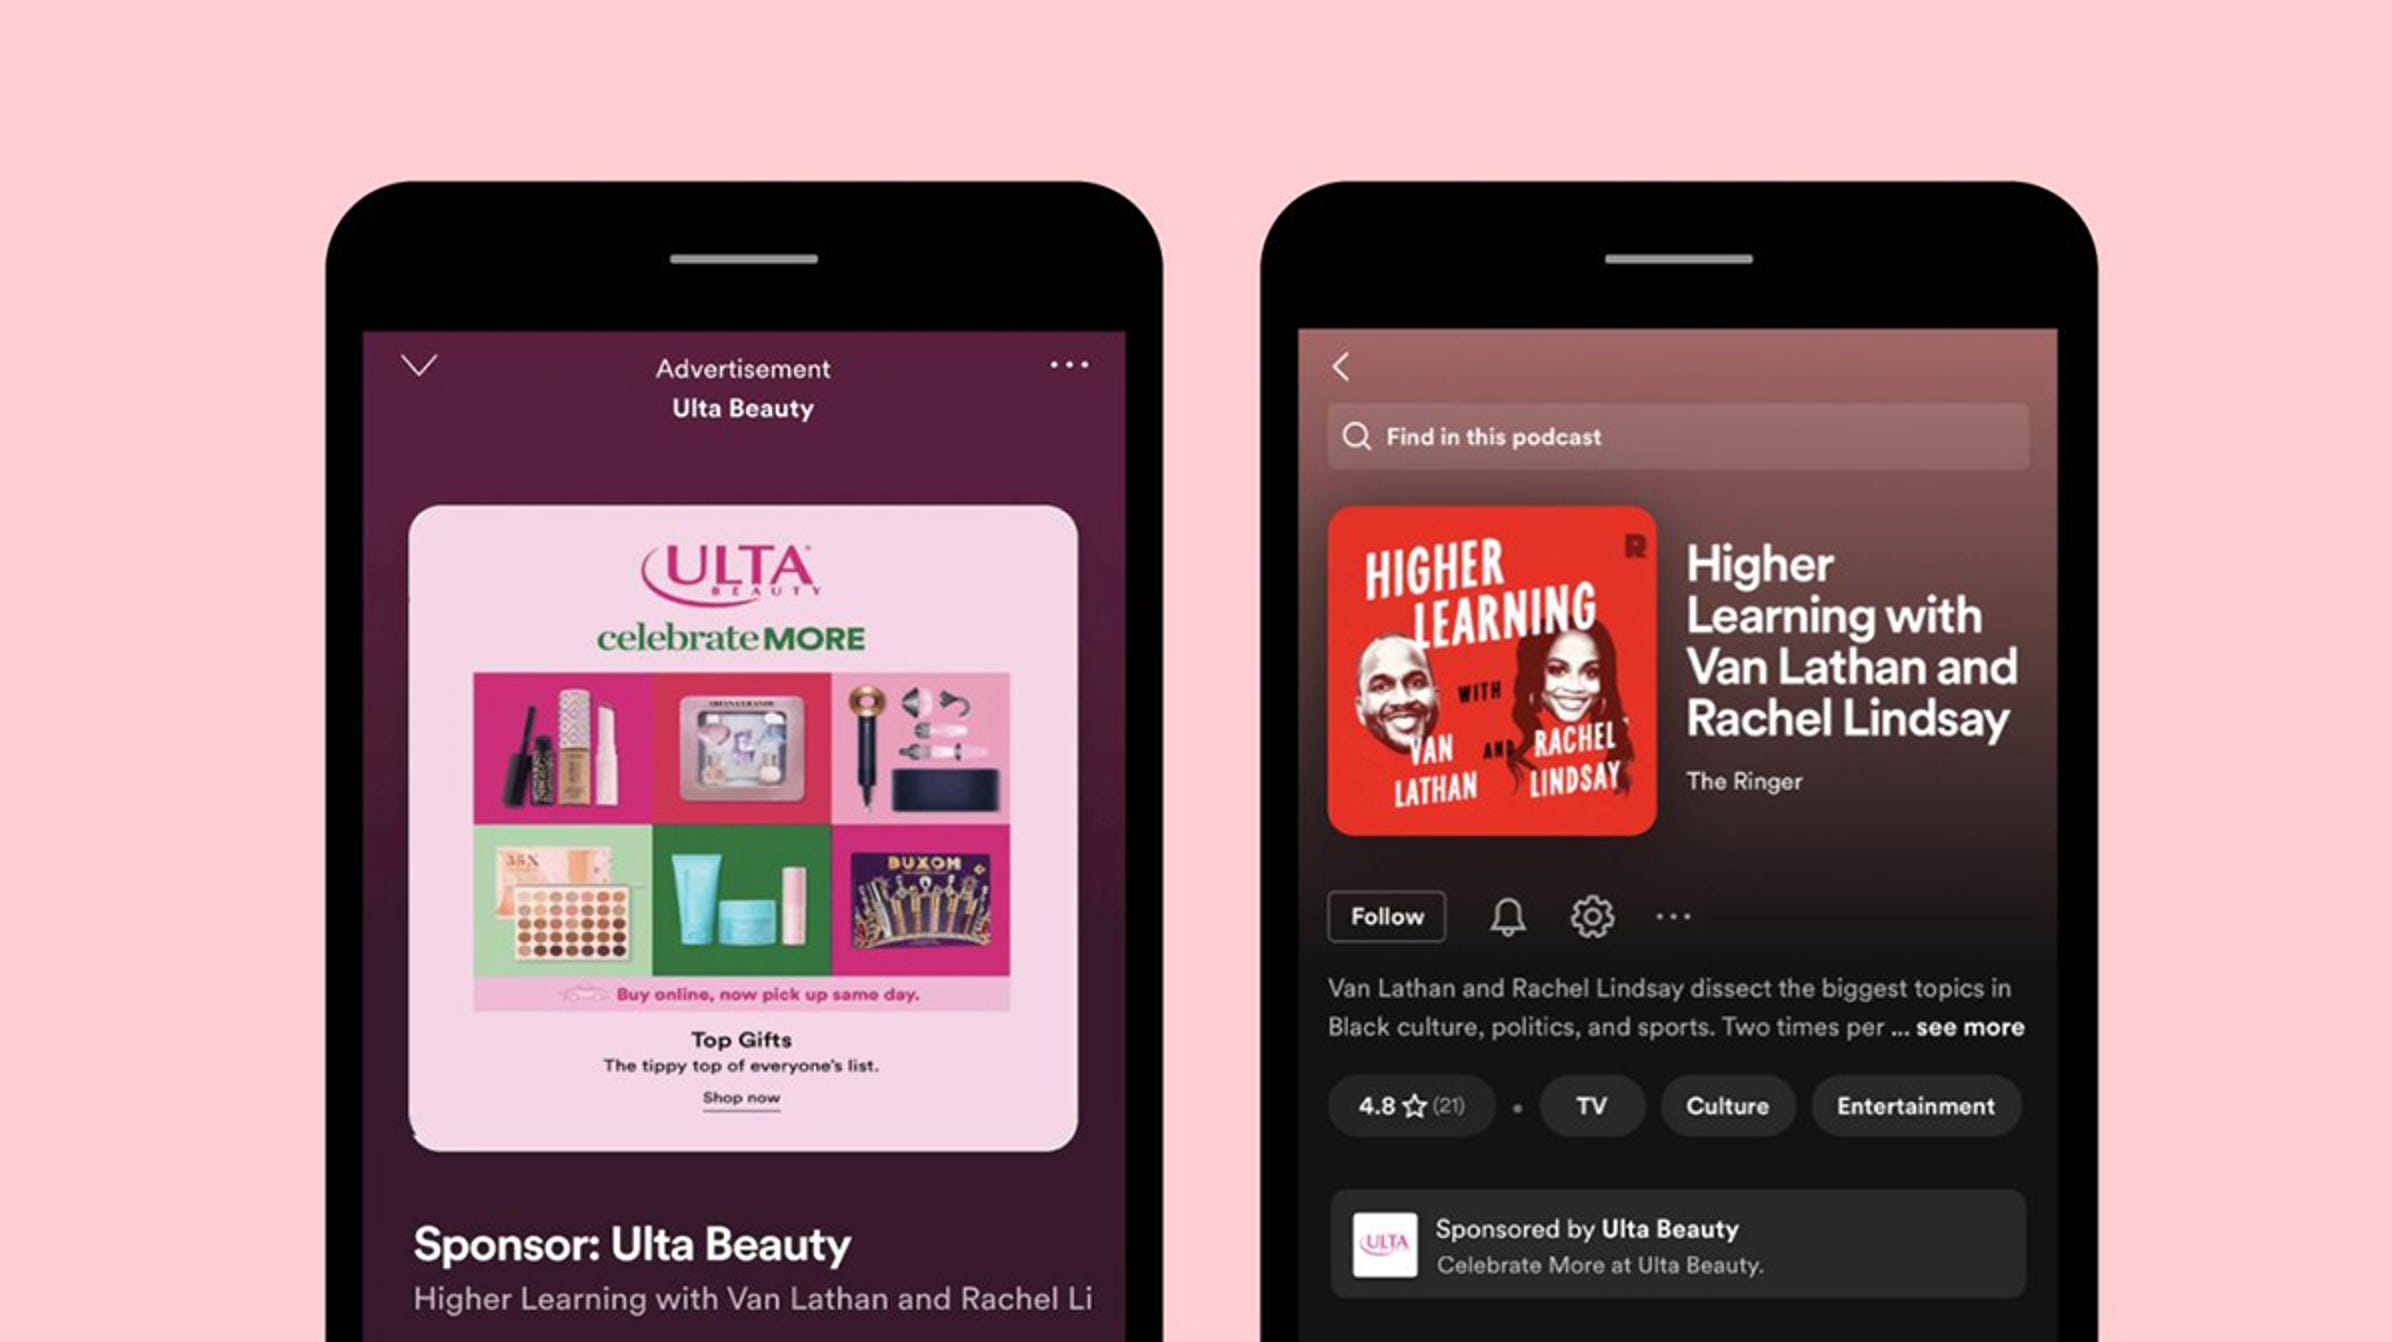 Advertisement
Ulta Beauty
ULTA
BEAUTY
celebrate MORE
ARIANA GRANDE
35X
BUXOM
Buy online, now pick up same day.
Top Gifts
The tippy top of everyone's list.
Shop now
Sponsor: Ulta Beauty
Higher Learning with Van Lathan and Rachel Li
Find in this podcast
R
HIGHER
LEARNING
WITH
VAN
LATHAN
AND
RACHEL
LINDSAY
Higher
Learning with
Van Lathan and
Rachel Lindsay
The Ringer
Follow
Van Lathan and Rachel Lindsay dissect the biggest topics in
Black culture, politics, and sports. Two times per ... see more
4.8 ☆ (21) • TV Culture Entertainment
ULTA
Sponsored by Ulta Beauty
Celebrate More at Ulta Beauty.